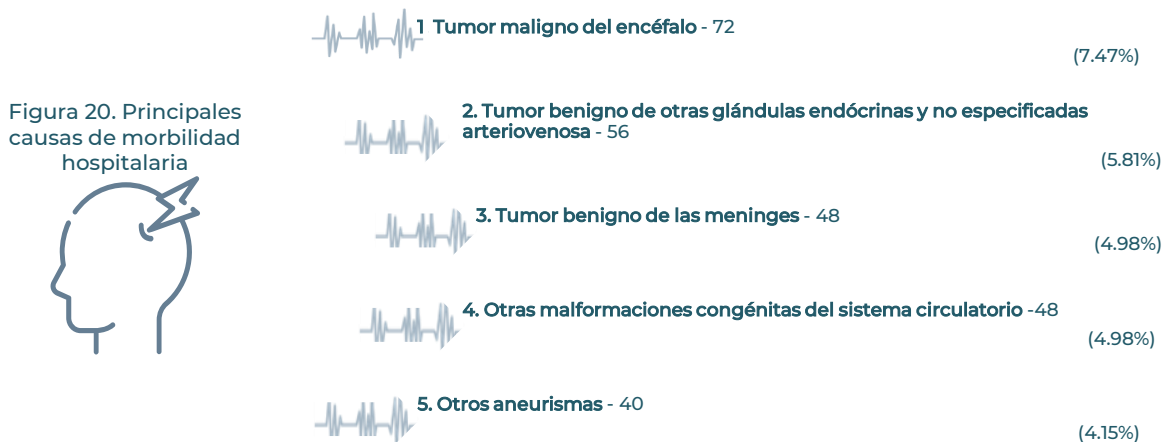 1 Tumor maligno del encéfalo - 72
(7.47%)
Figura 20. Principales
causas de morbilidad
hospitalaria
2. Tumor benigno de otras glándulas endócrinas y no especificadas
arteriovenosa - 56
(5.81%)
3. Tumor benigno de las meninges - 48
(4.98%)
4. Otras malformaciones congénitas del sistema circulatorio -48
(4.98%)
5. Otros aneurismas - 40
(4.15%)